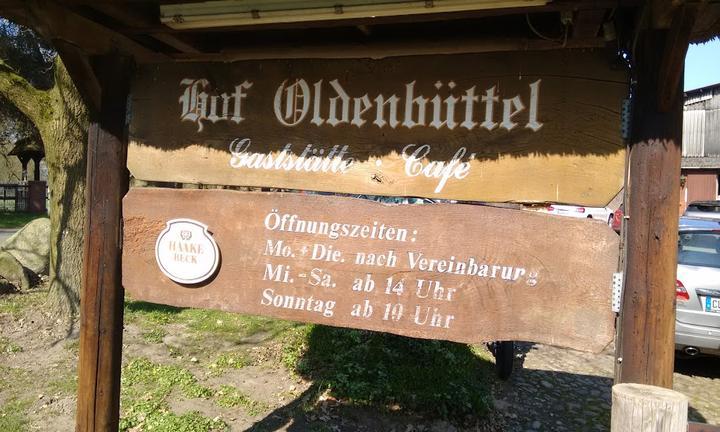 Hof Oldenbüttel
Gaststätte · Café
HAAKE
BECK
Öffnungszeiten:
Mo. + Die. nach Vereinbarung
Mi.-Sa. ab 14 Uhr
Sonntag ab 10 Uhr